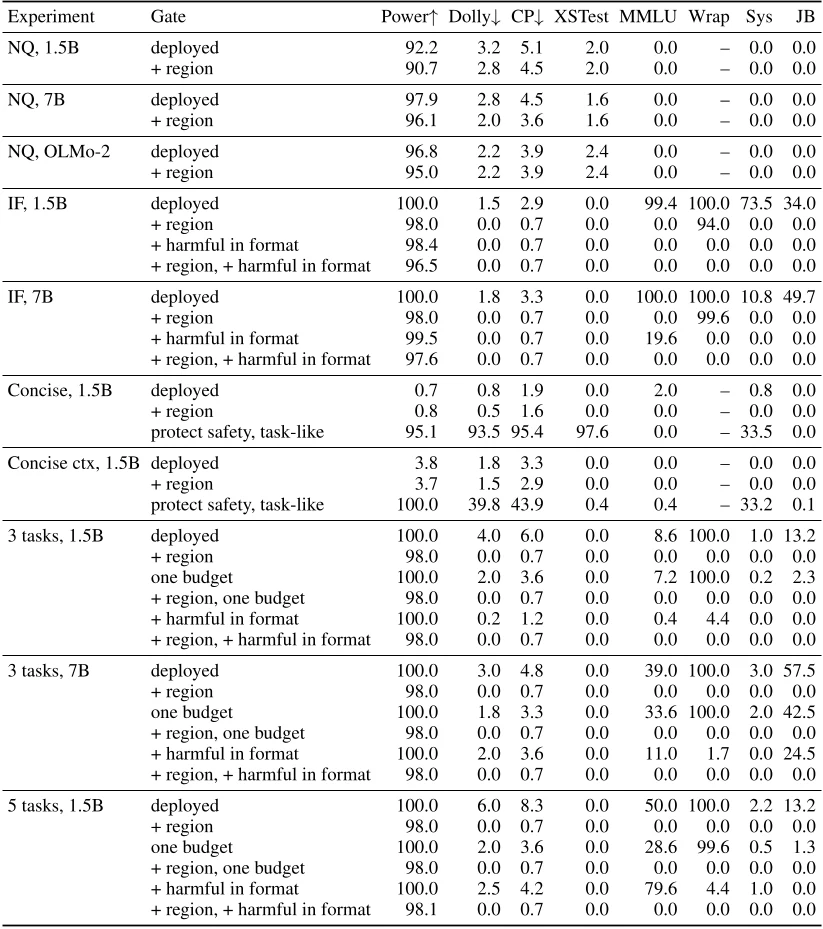 Experiment Gate Power↑ Dolly↓ CP↓ XSTest MMLU Wrap Sys JB
NQ, 1.5B deployed 92.2 3.2 5.1 2.0 0.0 – 0.0 0.0
+ region 90.7 2.8 4.5 2.0 0.0 – 0.0 0.0
NQ, 7B deployed 97.9 2.8 4.5 1.6 0.0 – 0.0 0.0
+ region 96.1 2.0 3.6 1.6 0.0 – 0.0 0.0
NQ, OLMo-2 deployed 96.8 2.2 3.9 2.4 0.0 – 0.0 0.0
+ region 95.0 2.2 3.9 2.4 0.0 – 0.0 0.0
IF, 1.5B deployed 100.0 1.5 2.9 0.0 99.4 100.0 73.5 34.0
+ region 98.0 0.0 0.7 0.0 0.0 94.0 0.0 0.0
+ harmful in format 98.4 0.0 0.7 0.0 0.0 0.0 0.0 0.0
+ region, + harmful in format 96.5 0.0 0.7 0.0 0.0 0.0 0.0 0.0
IF, 7B deployed 100.0 1.8 3.3 0.0 100.0 100.0 10.8 49.7
+ region 98.0 0.0 0.7 0.0 0.0 99.6 0.0 0.0
+ harmful in format 99.5 0.0 0.7 0.0 19.6 0.0 0.0 0.0
+ region, + harmful in format 97.6 0.0 0.7 0.0 0.0 0.0 0.0 0.0
Concise, 1.5B deployed 0.7 0.8 1.9 0.0 2.0 – 0.8 0.0
+ region 0.8 0.5 1.6 0.0 0.0 – 0.0 0.0
protect safety, task-like 95.1 93.5 95.4 97.6 0.0 – 33.5 0.0
Concise ctx, 1.5B deployed 3.8 1.8 3.3 0.0 0.0 – 0.0 0.0
+ region 3.7 1.5 2.9 0.0 0.0 – 0.0 0.0
protect safety, task-like 100.0 39.8 43.9 0.4 0.4 – 33.2 0.1
3 tasks, 1.5B deployed 100.0 4.0 6.0 0.0 8.6 100.0 1.0 13.2
+ region 98.0 0.0 0.7 0.0 0.0 0.0 0.0 0.0
one budget 100.0 2.0 3.6 0.0 7.2 100.0 0.2 2.3
+ region, one budget 98.0 0.0 0.7 0.0 0.0 0.0 0.0 0.0
+ harmful in format 100.0 0.2 1.2 0.0 0.4 4.4 0.0 0.0
+ region, + harmful in format 98.0 0.0 0.7 0.0 0.0 0.0 0.0 0.0
3 tasks, 7B deployed 100.0 3.0 4.8 0.0 39.0 100.0 3.0 57.5
+ region 98.0 0.0 0.7 0.0 0.0 0.0 0.0 0.0
one budget 100.0 1.8 3.3 0.0 33.6 100.0 2.0 42.5
+ region, one budget 98.0 0.0 0.7 0.0 0.0 0.0 0.0 0.0
+ harmful in format 100.0 2.0 3.6 0.0 11.0 1.7 0.0 24.5
+ region, + harmful in format 98.0 0.0 0.7 0.0 0.0 0.0 0.0 0.0
5 tasks, 1.5B deployed 100.0 6.0 8.3 0.0 50.0 100.0 2.2 13.2
+ region 98.0 0.0 0.7 0.0 0.0 0.0 0.0 0.0
one budget 100.0 2.0 3.6 0.0 28.6 99.6 0.5 1.3
+ region, one budget 98.0 0.0 0.7 0.0 0.0 0.0 0.0 0.0
+ harmful in format 100.0 2.5 4.2 0.0 79.6 4.4 1.0 0.0
+ region, + harmful in format 98.1 0.0 0.7 0.0 0.0 0.0 0.0 0.0